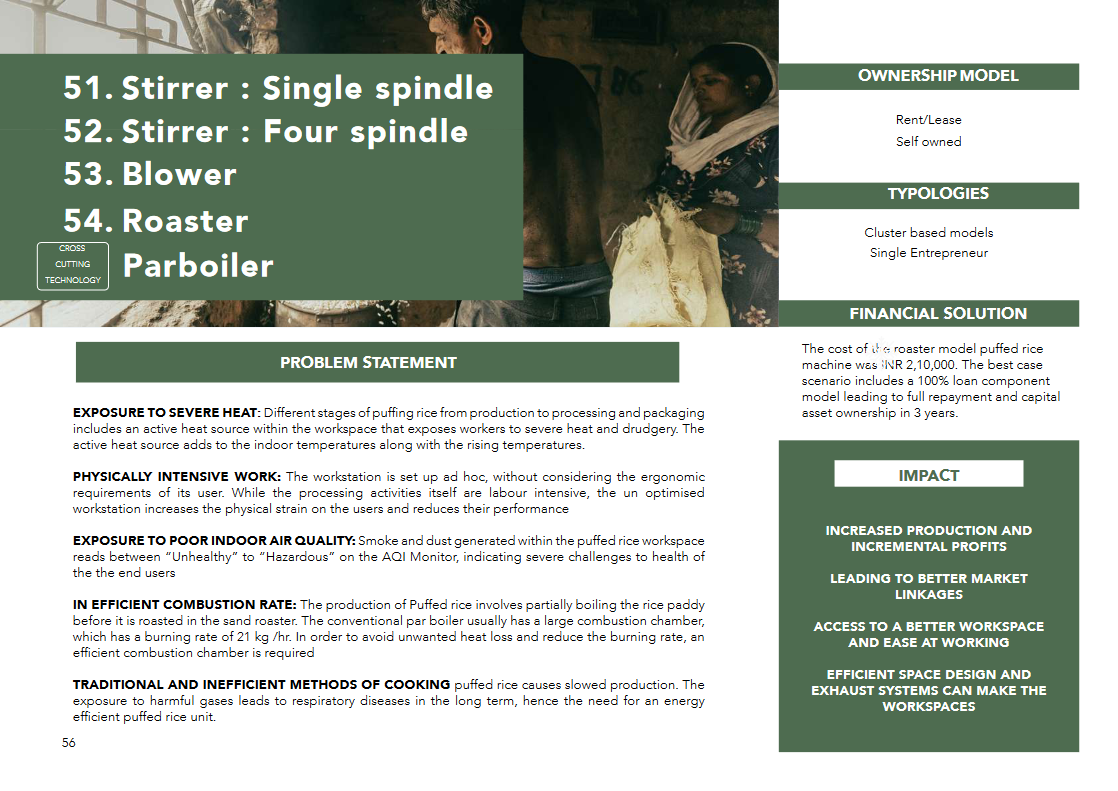 51. Stirrer : Single spindle
52. Stirrer : Four spindle
53. Blower
54. Roaster
CROSS
CUTTING
TECHNOLOGY
Parboiler
PROBLEM STATEMENT
EXPOSURE TO SEVERE HEAT: Different stages of puffing rice from production to processing and packaging
includes an active heat source within the workspace that exposes workers to severe heat and drudgery. The
active heat source adds to the indoor temperatures along with the rising temperatures.
PHYSICALLY INTENSIVE WORK: The workstation is set up ad hoc, without considering the ergonomic
requirements of its user. While the processing activities itself are labour intensive, the un optimised
workstation increases the physical strain on the users and reduces their performance
EXPOSURE TO POOR INDOOR AIR QUALITY: Smoke and dust generated within the puffed rice workspace
reads between “Unhealthy” to “Hazardous” on the AQI Monitor, indicating severe challenges to health of
the the end users
IN EFFICIENT COMBUSTION RATE: The production of Puffed rice involves partially boiling the rice paddy
before it is roasted in the sand roaster. The conventional par boiler usually has a large combustion chamber,
which has a burning rate of 21 kg /hr. In order to avoid unwanted heat loss and reduce the burning rate, an
efficient combustion chamber is required
TRADITIONAL AND INEFFICIENT METHODS OF COOKING puffed rice causes slowed production. The
exposure to harmful gases leads to respiratory diseases in the long term, hence the need for an energy
efficient puffed rice unit.
56
OWNERSHIP MODEL
Rent/Lease
Self owned
TYPOLOGIES
Cluster based models
Single Entrepreneur
FINANCIAL SOLUTION
The cost of the roaster model puffed rice
machine was INR 2,10,000. The best case
scenario includes a 100% loan component
model leading to full repayment and capital
asset ownership in 3 years.
IMPACT
INCREASED PRODUCTION AND
INCREMENTAL PROFITS
LEADING TO BETTER MARKET
LINKAGES
ACCESS TO A BETTER WORKSPACE
AND EASE AT WORKING
EFFICIENT SPACE DESIGN AND
EXHAUST SYSTEMS CAN MAKE THE
WORKSPACES